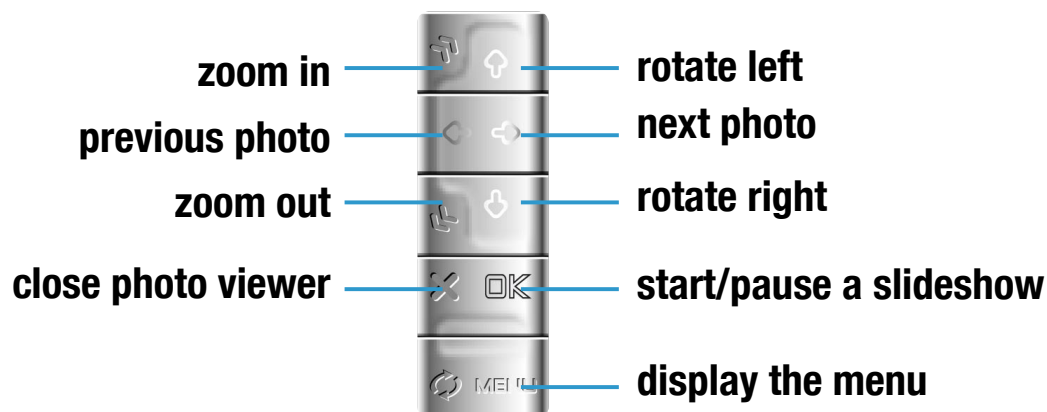 zoom in
rotate left
previous photo
next photo
zoom out
rotate right
close photo viewer
OK
start/pause a slideshow
MENU
display the menu